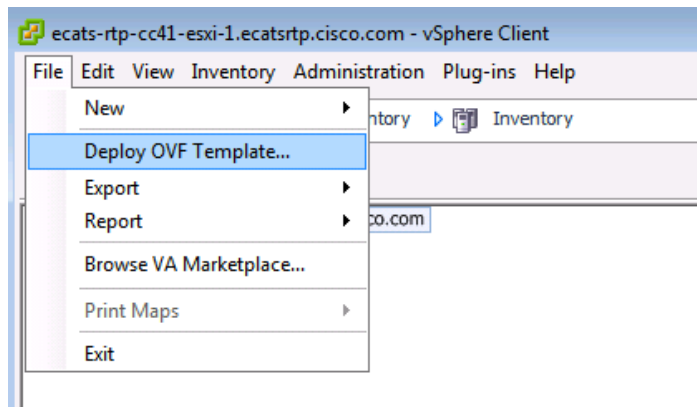 ecats-rtp-cc41-esxi-1.ecatsrtp.cisco.com - vSphere Client
File Edit View Inventory Administration Plug-ins Help
New
ntory Inventory
Deploy OVF Template...
Export
Report
co.com
Browse VA Marketplace...
Print Maps
Exit